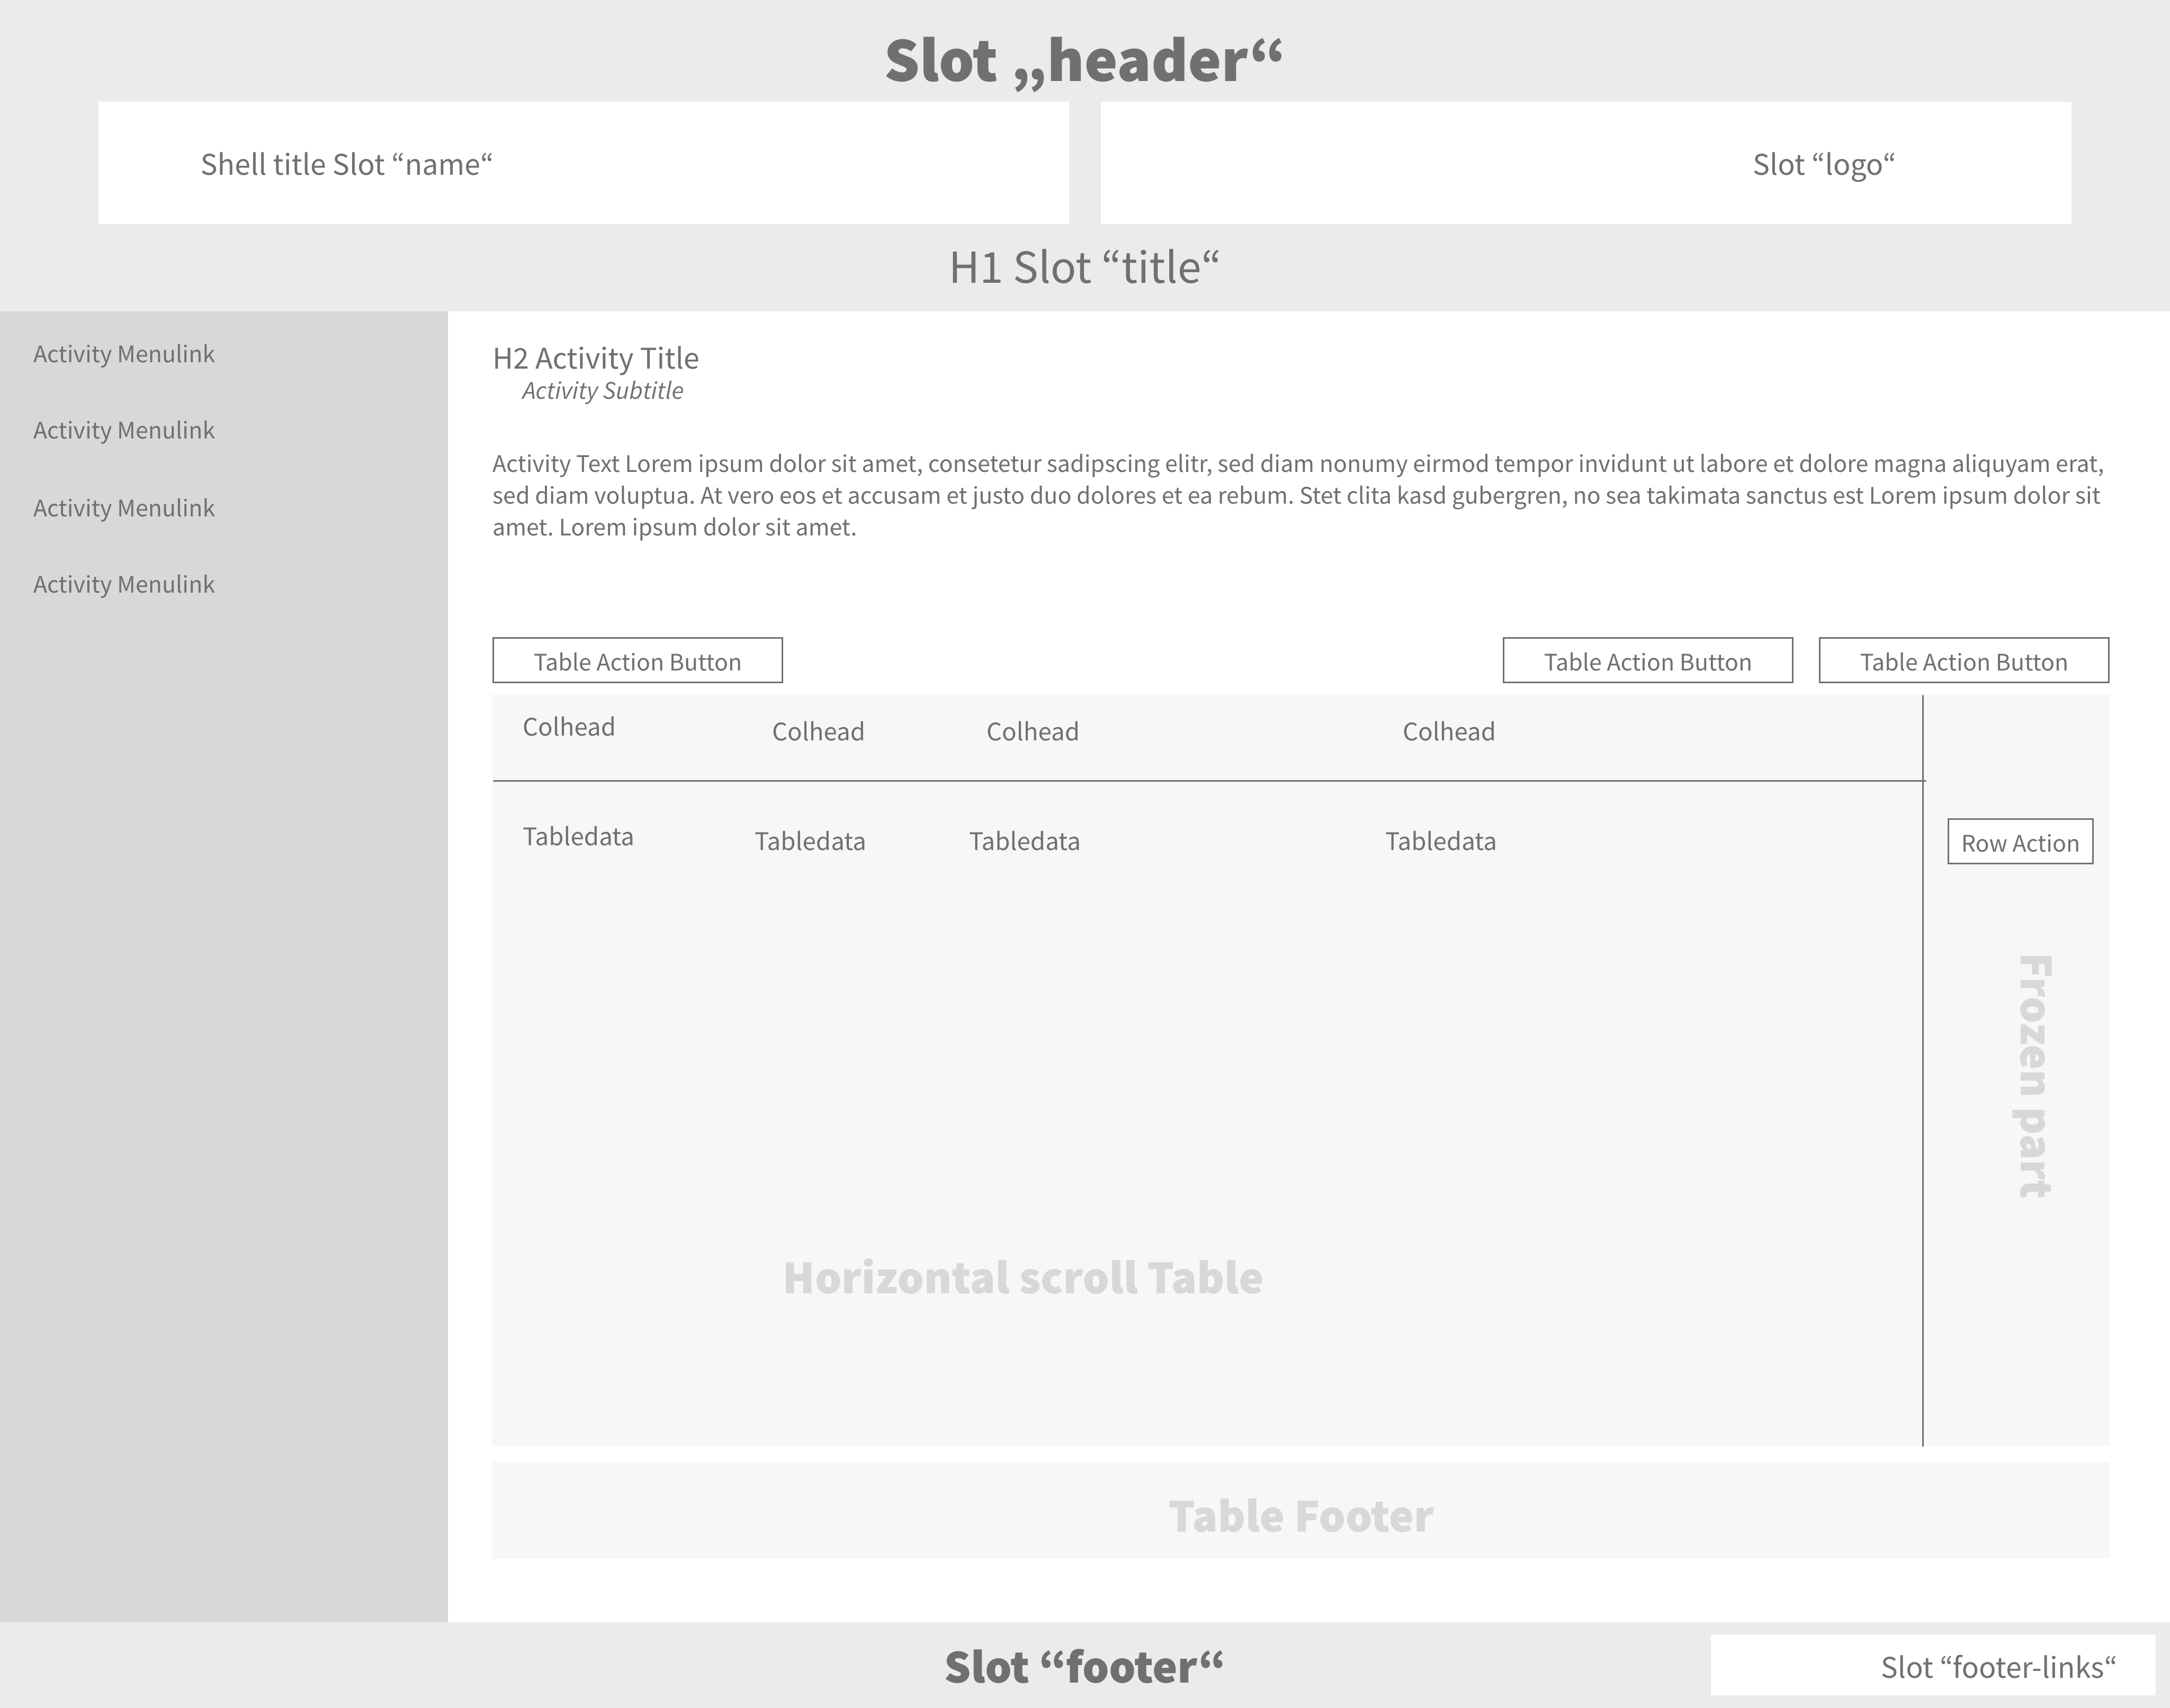 Slot „header“
Shell title Slot “name“
Slot “logo“
H1 Slot “title“
Activity Menulink
Activity Menulink
Activity Menulink
Activity Menulink
H2 Activity Title
Activity Subtitle
Activity Text Lorem ipsum dolor sit amet, consetetur sadipscing elitr, sed diam nonumy eirmod tempor invidunt ut labore et dolore magna aliquyam erat,
sed diam voluptua. At vero eos et accusam et justo duo dolores et ea rebum. Stet clita kasd gubergren, no sea takimata sanctus est Lorem ipsum dolor sit
amet. Lorem ipsum dolor sit amet.
Table Action Button
Table Action Button
Table Action Button
Colhead
Colhead
Colhead
Colhead
Tabledata
Tabledata
Tabledata
Tabledata
Row Action
Frozen part
Horizontal scroll Table
Table Footer
Slot “footer“
Slot “footer-links“